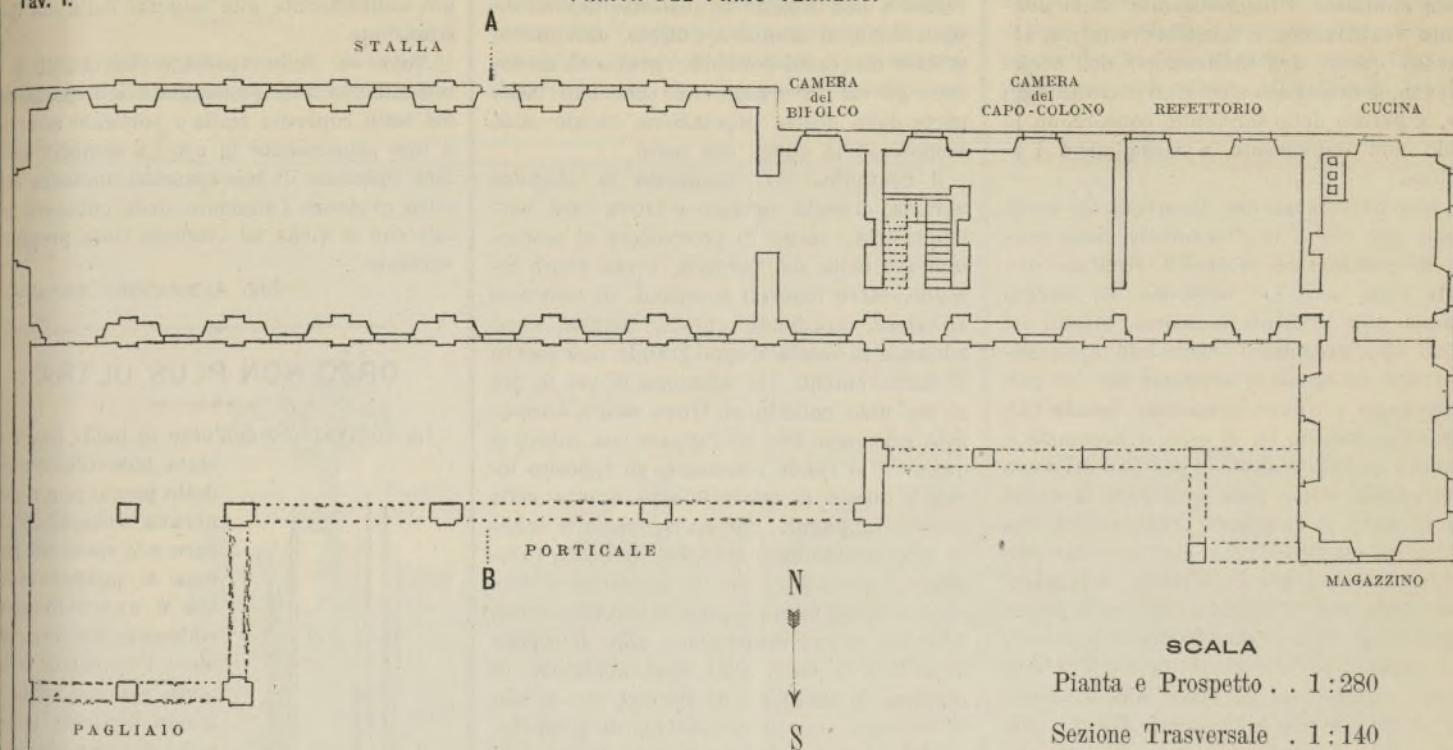 Tav. 1.
A
STALLA
CAMERA
del
BIFOLCO
CAMERA
del
CAPO-COLONO
REFETTORIO
CUCINA
PORTICALE
B
N
S
MAGAZZINO
PAGLIAIO
SCALA
Pianta e Prospetto . . 1:280
Sezione Trasversale . 1:140